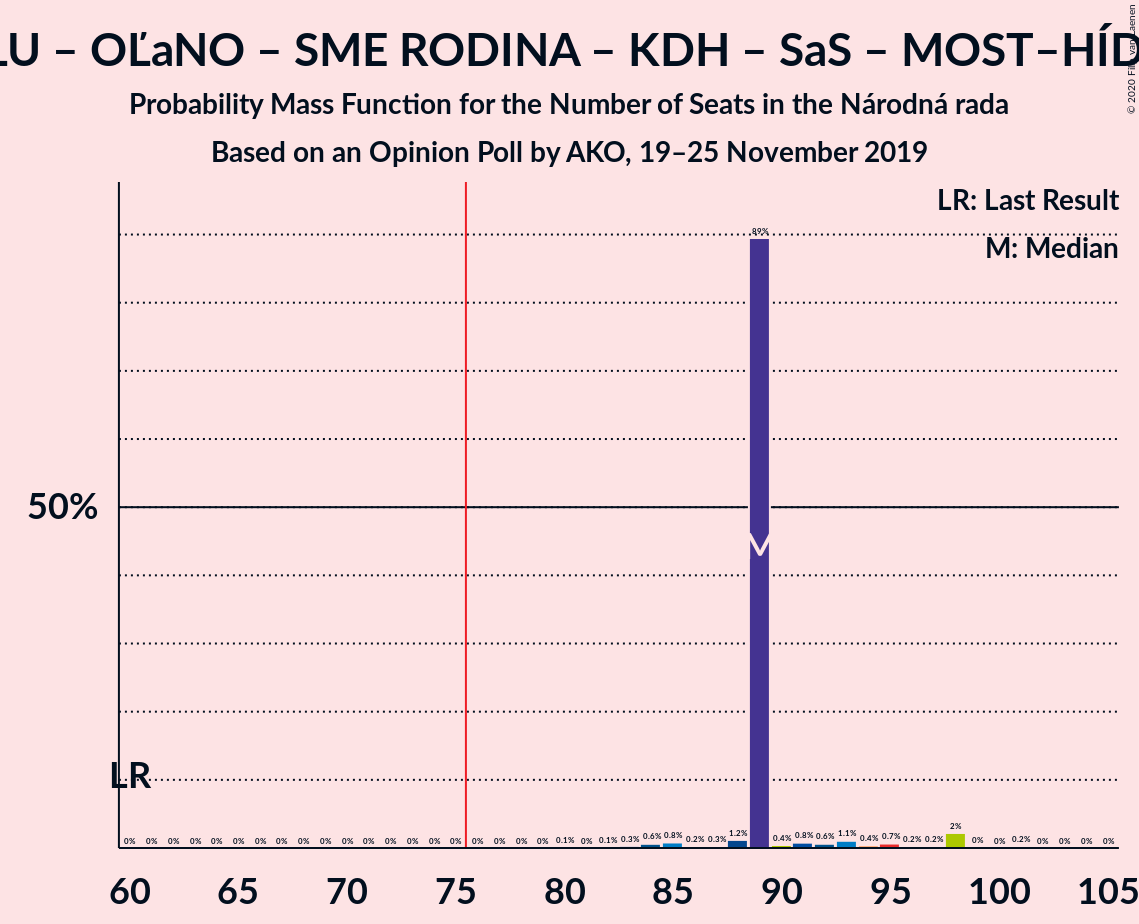 LU – OĽaNO – SME RODINA – KDH – SaS – MOST–HÍD
Probability Mass Function for the Number of Seats in the Národná rada
Based on an Opinion Poll by AKO, 19–25 November 2019
© 2020 Filip van Laenen
LR: Last Result
M: Median
89%
50%
LR
0% 0% 0% 0% 0% 0% 0% 0% 0% 0% 0% 0% 0% 0% 0% 0% 0% 0% 0% 0% 0.1% 0% 0.1% 0.3% 0.6% 0.8% 0.2% 0.3% 1.2% 0.4% 0.8% 0.6% 1.1% 0.4% 0.7% 0.2% 0.2% 2% 0% 0% 0.2% 0% 0% 0% 0%
60 65 70 75 80 85 90 95 100 105